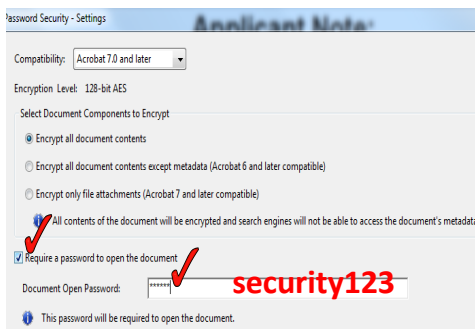 Password Security - Settings
Applicant Note:
Compatibility: Acrobat 7.0 and later
Encryption Level: 128-bit AES
Select Document Components to Encrypt
Encrypt all document contents
Encrypt all document contents except metadata (Acrobat 6 and later compatible)
Encrypt only file attachments (Acrobat 7 and later compatible)
All contents of the document will be encrypted and search engines will not be able to access the document's metadata
Require a password to open the document
Document Open Password: ****** security123
This password will be required to open the document.